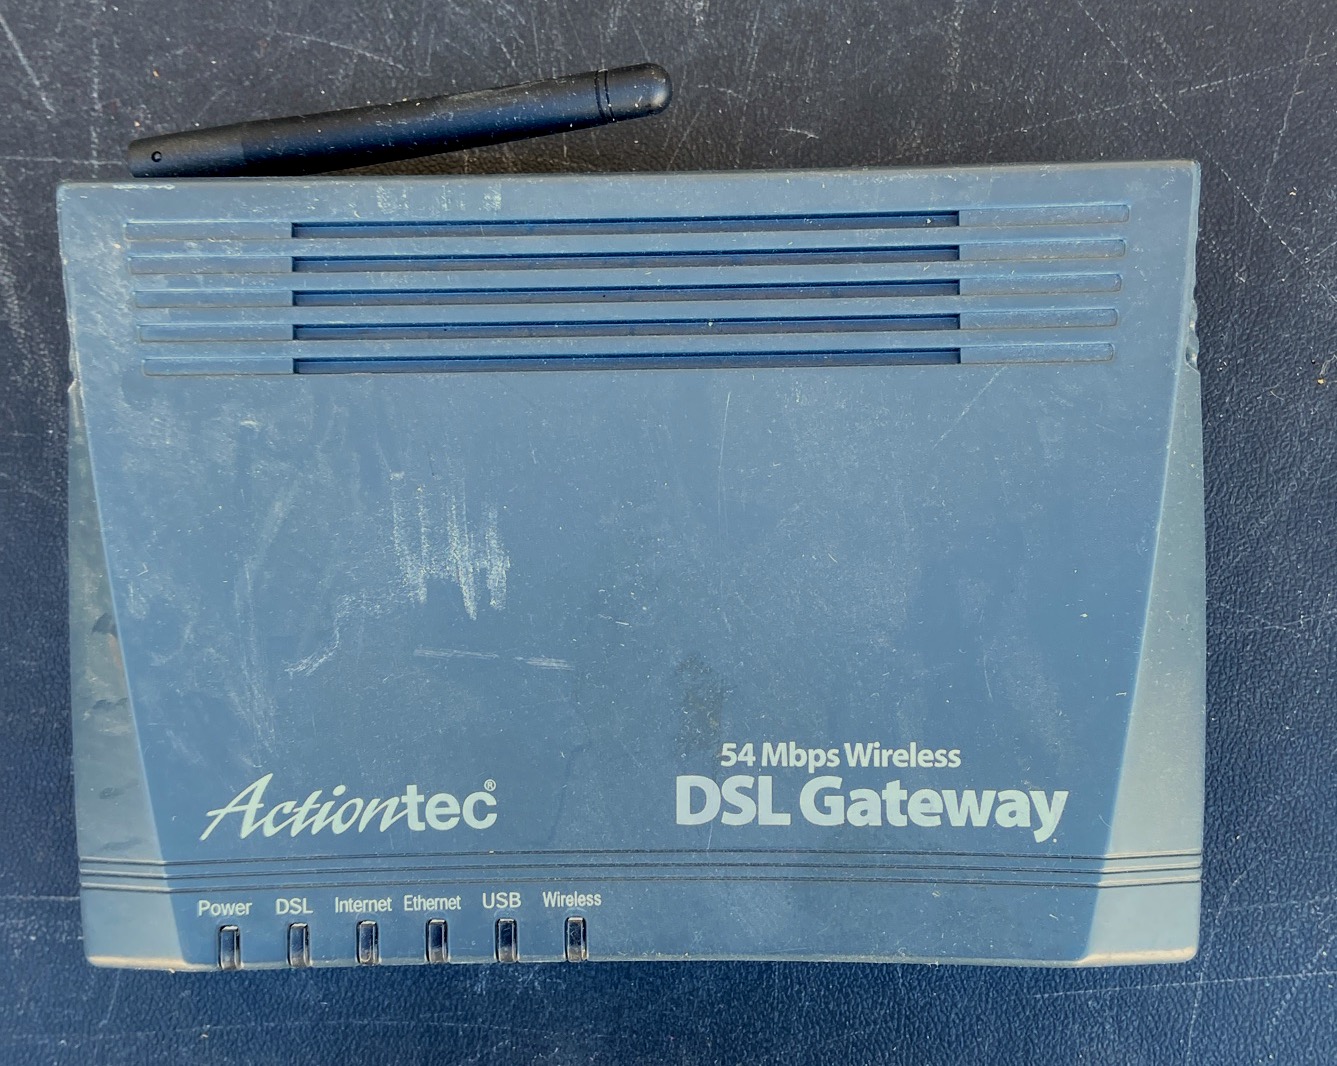 54 Mbps Wireless
Actiontec® DSL Gateway
Power DSL Internet Ethernet USB Wireless